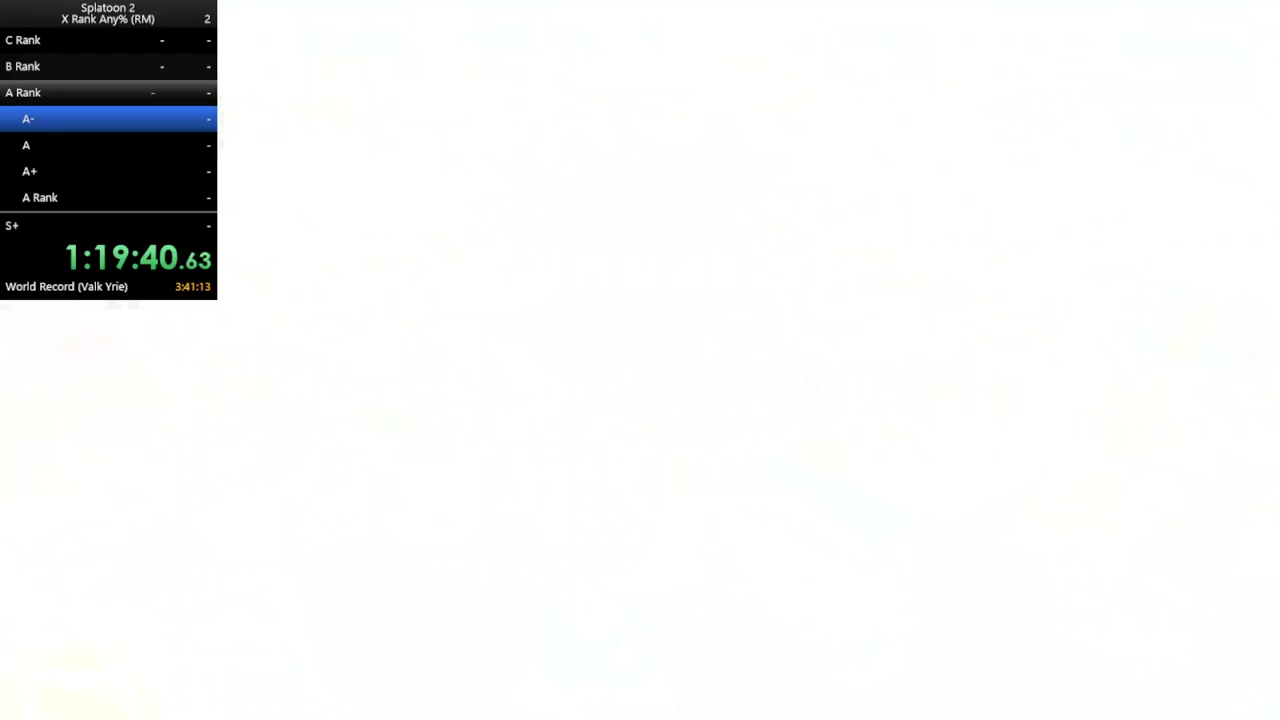 Splatoon 2
X Rank Any% (RM) 2
C Rank - -
B Rank - -
A Rank - -
A- -
A -
A+ -
A Rank -
S+ -
1:19:40.63
World Record (Valk Yrie) 3:41:13